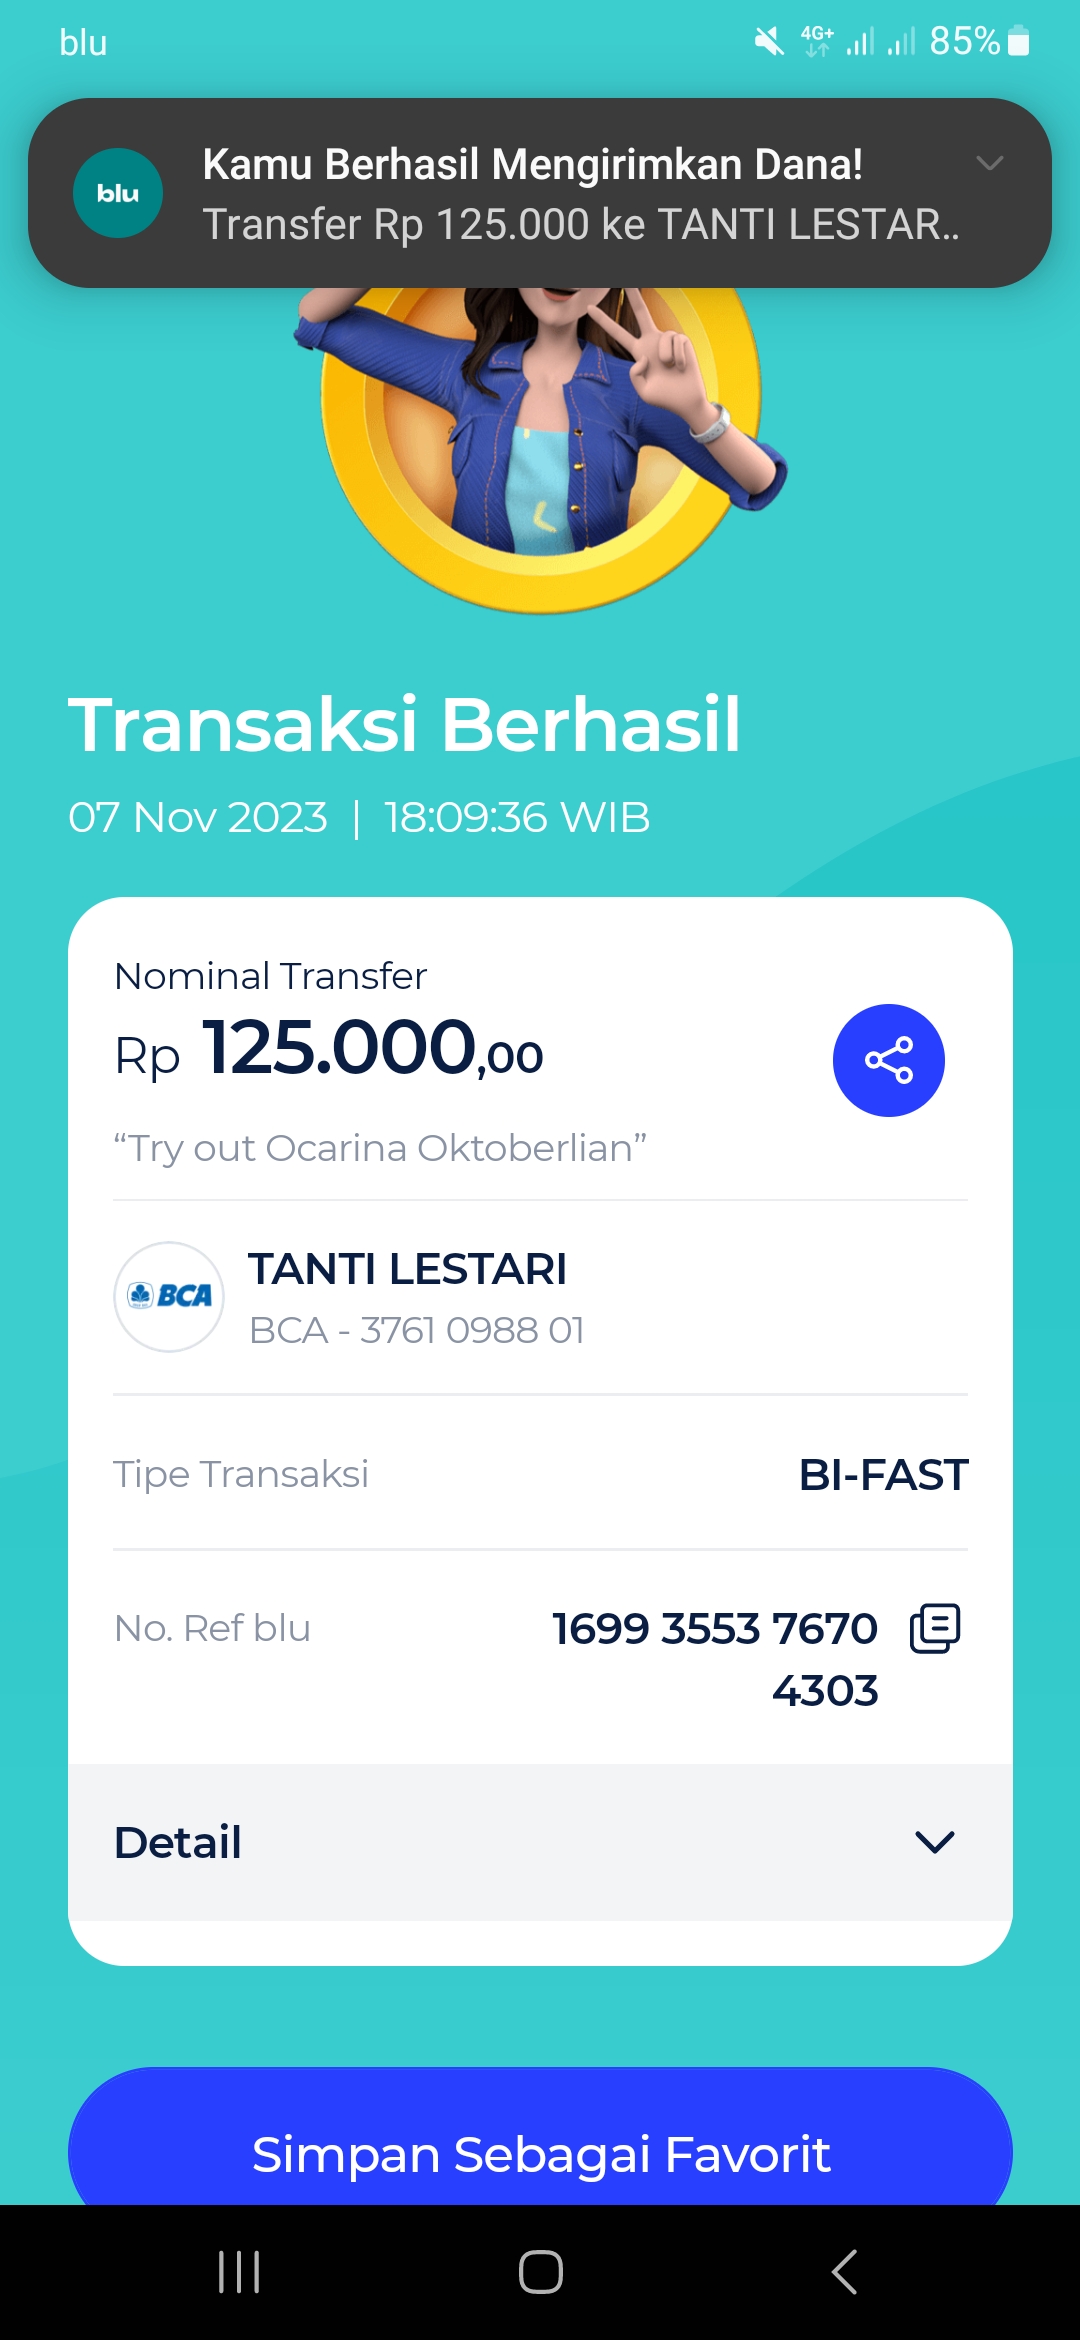 blu
4G+ 85%
blu
Kamu Berhasil Mengirimkan Dana!
Transfer Rp 125.000 ke TANTI LESTAR..
Transaksi Berhasil
07 Nov 2023 | 18:09:36 WIB
Nominal Transfer
Rp 125.000,00
“Try out Ocarina Oktoberlian”
BCA
TANTI LESTARI
BCA - 3761 0988 01
Tipe Transaksi BI-FAST
No. Ref blu 1699 3553 7670
4303
Detail
Simpan Sebagai Favorit